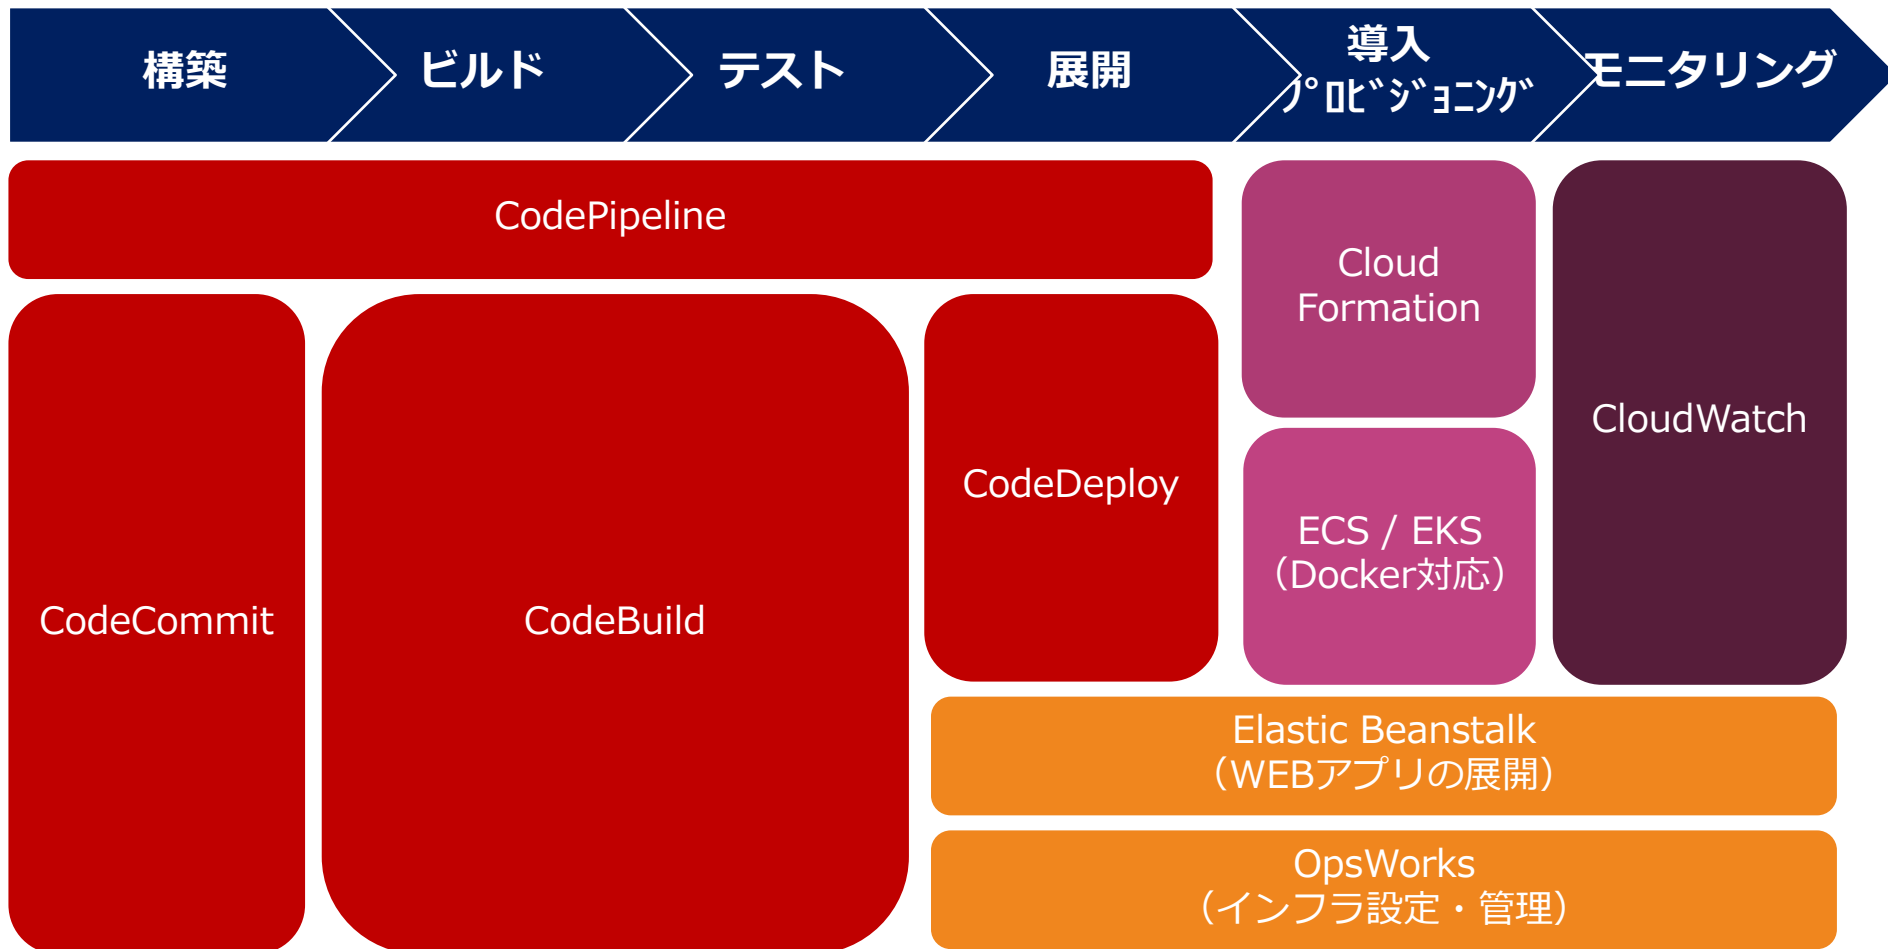 構築
ビルド
テスト
展開
導入
ﾌﾟﾛﾋﾞｼﾞｮﾆﾝｸﾞ
モニタリング
CodePipeline
Cloud
Formation
CloudWatch
CodeDeploy
ECS / EKS
（Docker対応）
CodeCommit
CodeBuild
Elastic Beanstalk
（WEBアプリの展開）
OpsWorks
（インフラ設定・管理）